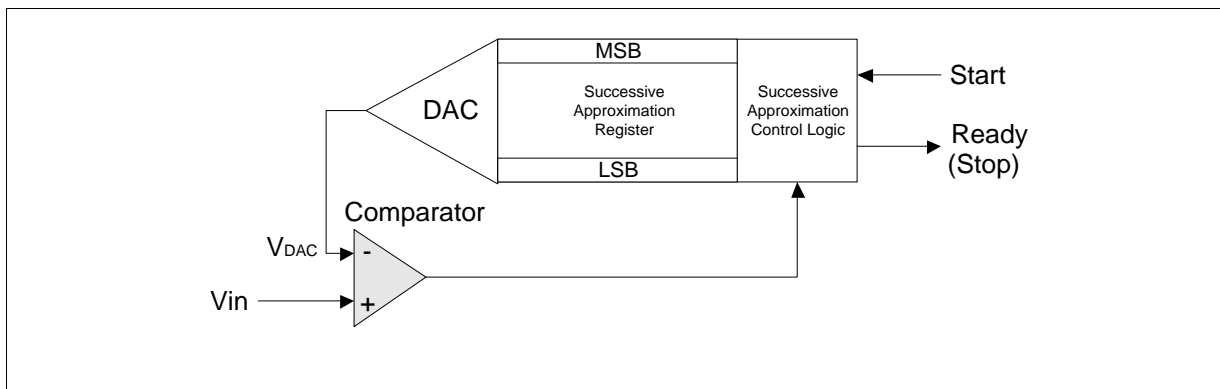 MSB
DAC
Successive
Approximation
Register
Successive
Approximation
Control Logic
Start
Ready
(Stop)
LSB
Comparator
VDAC
-
Vin
+